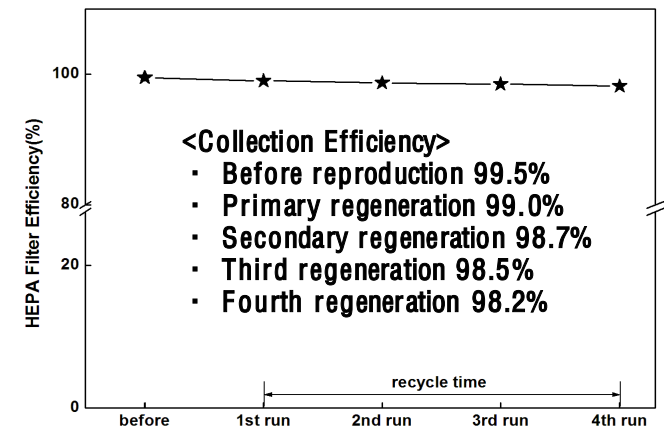 100
80
20
0
HEPA Filter Efficiency(%)
<Collection Efficiency>
· Before reproduction 99.5%
· Primary regeneration 99.0%
· Secondary regeneration 98.7%
· Third regeneration 98.5%
· Fourth regeneration 98.2%
recycle time
before 1st run 2nd run 3rd run 4th run